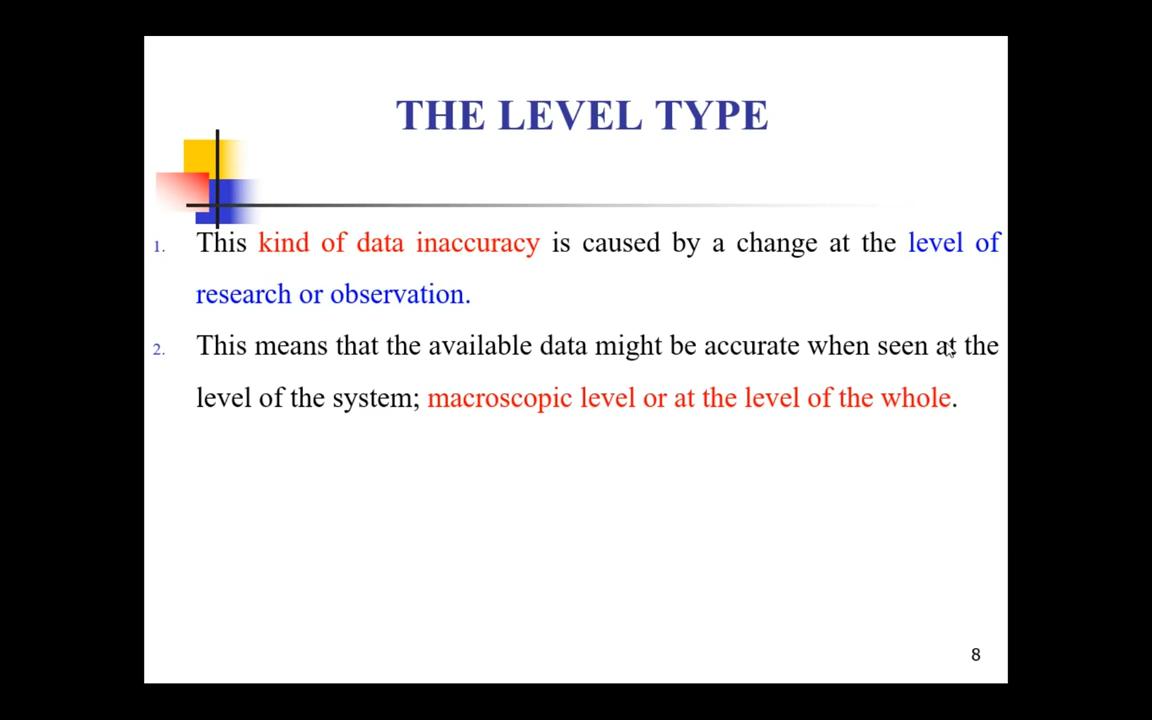 THE LEVEL TYPE
1. This kind of data inaccuracy is caused by a change at the level of
research or observation.
2. This means that the available data might be accurate when seen at the
level of the system; macroscopic level or at the level of the whole.
8